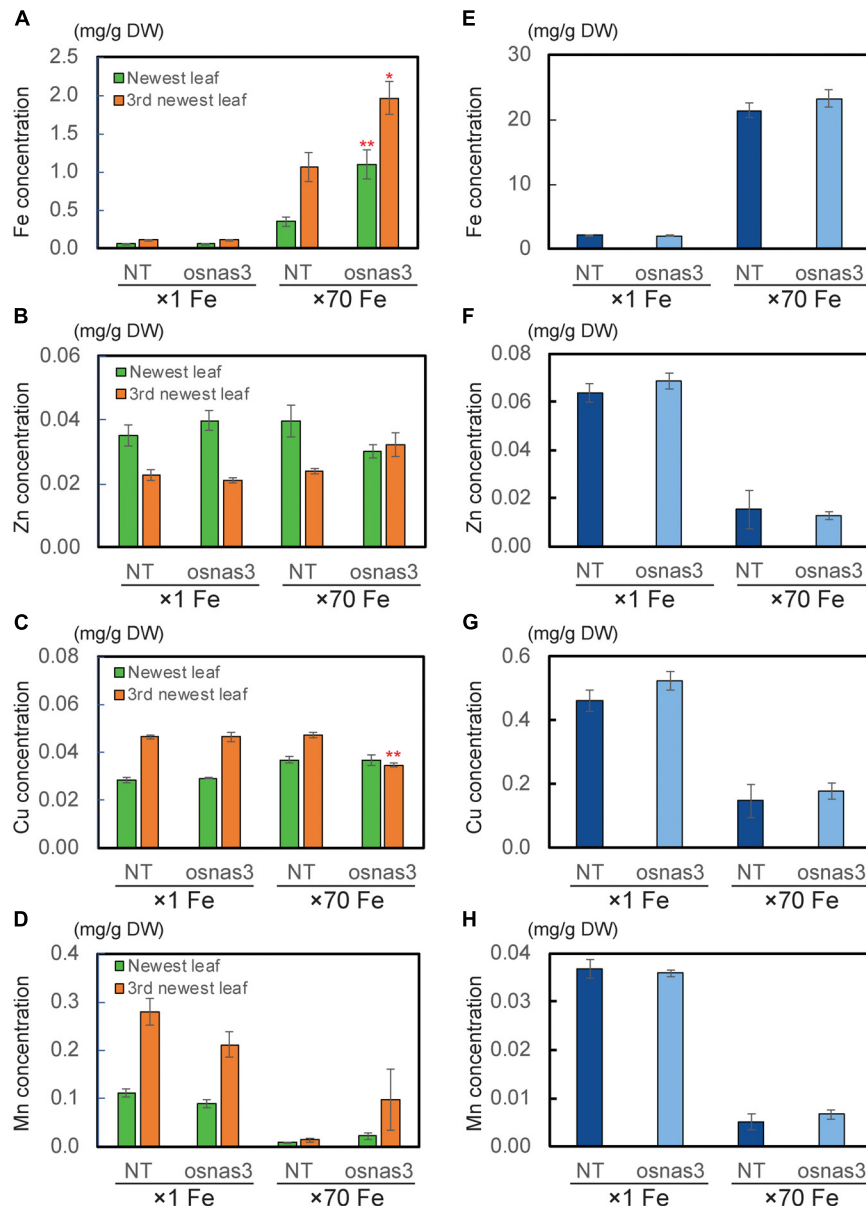 A
(mg/g DW)
Fe concentration
2.5
2.0
1.5
1.0
0.5
0.0
Newest leaf
3rd newest leaf
**
*
NT osnas3 NT osnas3
×1 Fe ×70 Fe
B
(mg/g DW)
Zn concentration
0.06
0.04
0.02
0.00
Newest leaf
3rd newest leaf
NT osnas3 NT osnas3
×1 Fe ×70 Fe
C
(mg/g DW)
Cu concentration
0.08
0.06
0.04
0.02
0.00
Newest leaf
3rd newest leaf
**
NT osnas3 NT osnas3
×1 Fe ×70 Fe
D
(mg/g DW)
Mn concentration
0.4
0.3
0.2
0.1
0.0
Newest leaf
3rd newest leaf
NT osnas3 NT osnas3
×1 Fe ×70 Fe
E
(mg/g DW)
Fe concentration
30
20
10
0
NT osnas3 NT osnas3
×1 Fe ×70 Fe
F
(mg/g DW)
Zn concentration
0.08
0.06
0.04
0.02
0.00
NT osnas3 NT osnas3
×1 Fe ×70 Fe
G
(mg/g DW)
Cu concentration
0.6
0.4
0.2
0.0
NT osnas3 NT osnas3
×1 Fe ×70 Fe
H
(mg/g DW)
Mn concentration
0.04
0.03
0.02
0.01
0.00
NT osnas3 NT osnas3
×1 Fe ×70 Fe